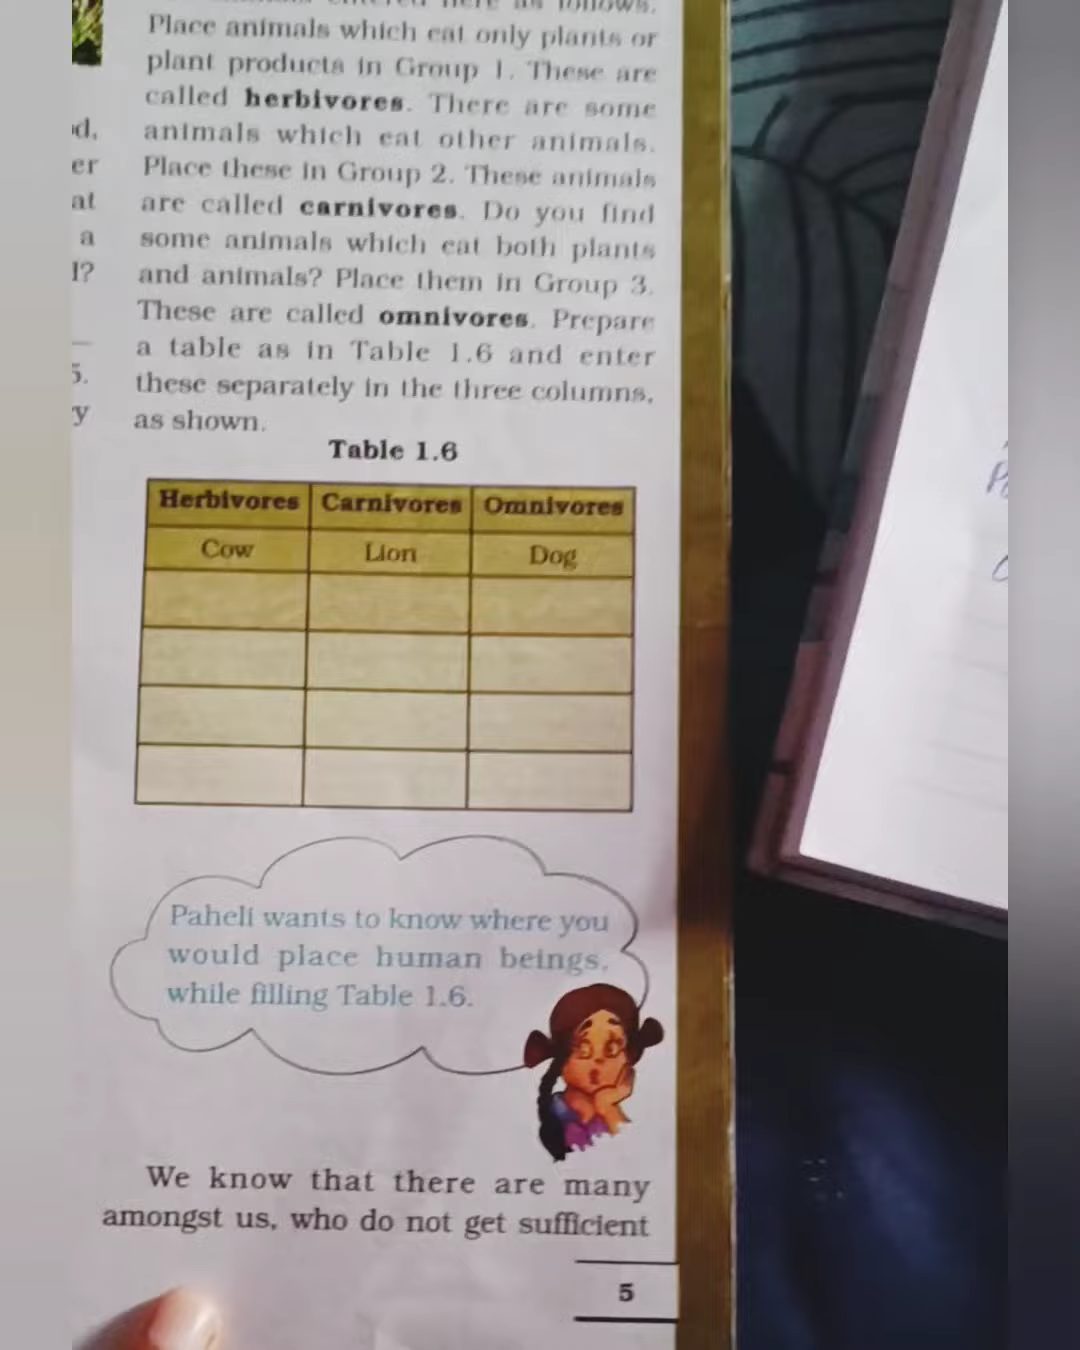 Place animals which eat only plants or
plant products in Group 1. These are
called herbivores. There are some
animals which eat other animals.
Place these in Group 2. These animals
are called carnivores. Do you find
some animals which eat both plants
and animals? Place them in Group 3.
These are called omnivores. Prepare
a table as in Table 1.6 and enter
these separately in the three columns,
as shown.
er
at
a
5.
y
Table 1.6
Herbivores Carnivores Omnivores
Cow Lion Dog
Paheli wants to know where you
would place human beings,
while filling Table 1.6.
We know that there are many
amongst us, who do not get sufficient
5